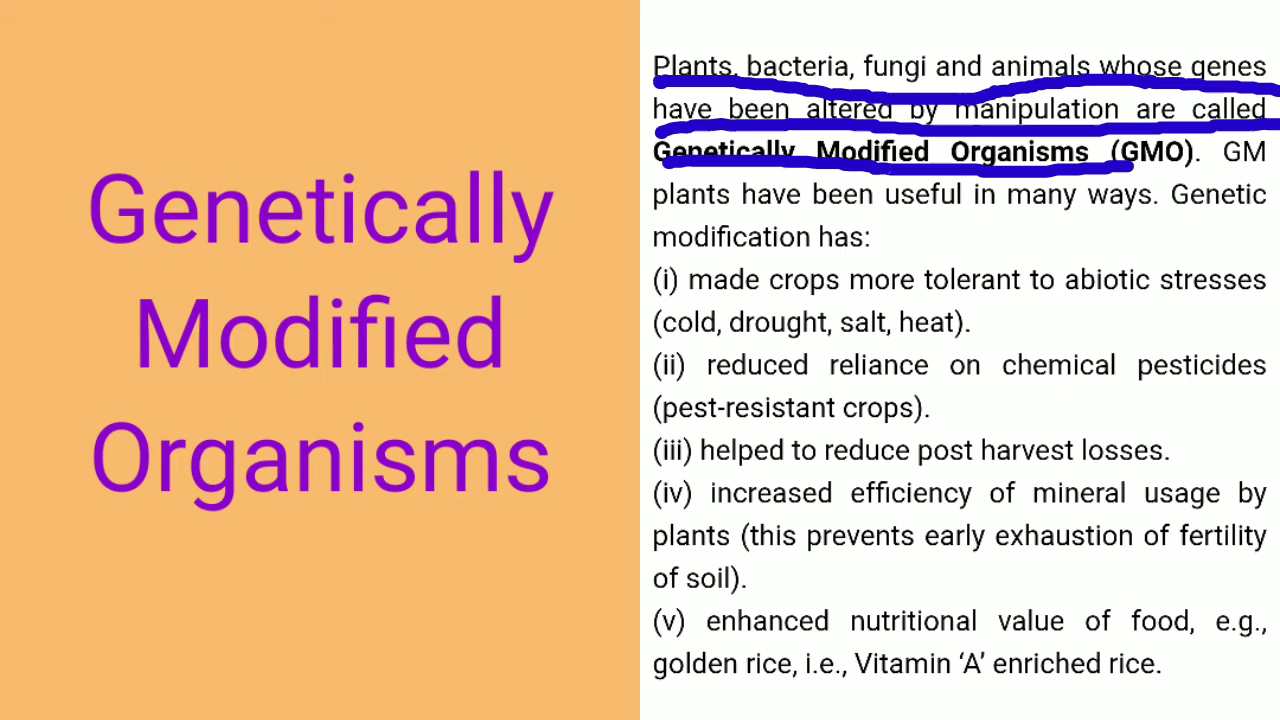 Genetically
Modified
Organisms
Plants, bacteria, fungi and animals whose genes
have been altered by manipulation are called
Genetically Modified Organisms (GMO). GM
plants have been useful in many ways. Genetic
modification has:
(i) made crops more tolerant to abiotic stresses
(cold, drought, salt, heat).
(ii) reduced reliance on chemical pesticides
(pest-resistant crops).
(iii) helped to reduce post harvest losses.
(iv) increased efficiency of mineral usage by
plants (this prevents early exhaustion of fertility
of soil).
(v) enhanced nutritional value of food, e.g.,
golden rice, i.e., Vitamin ‘A’ enriched rice.